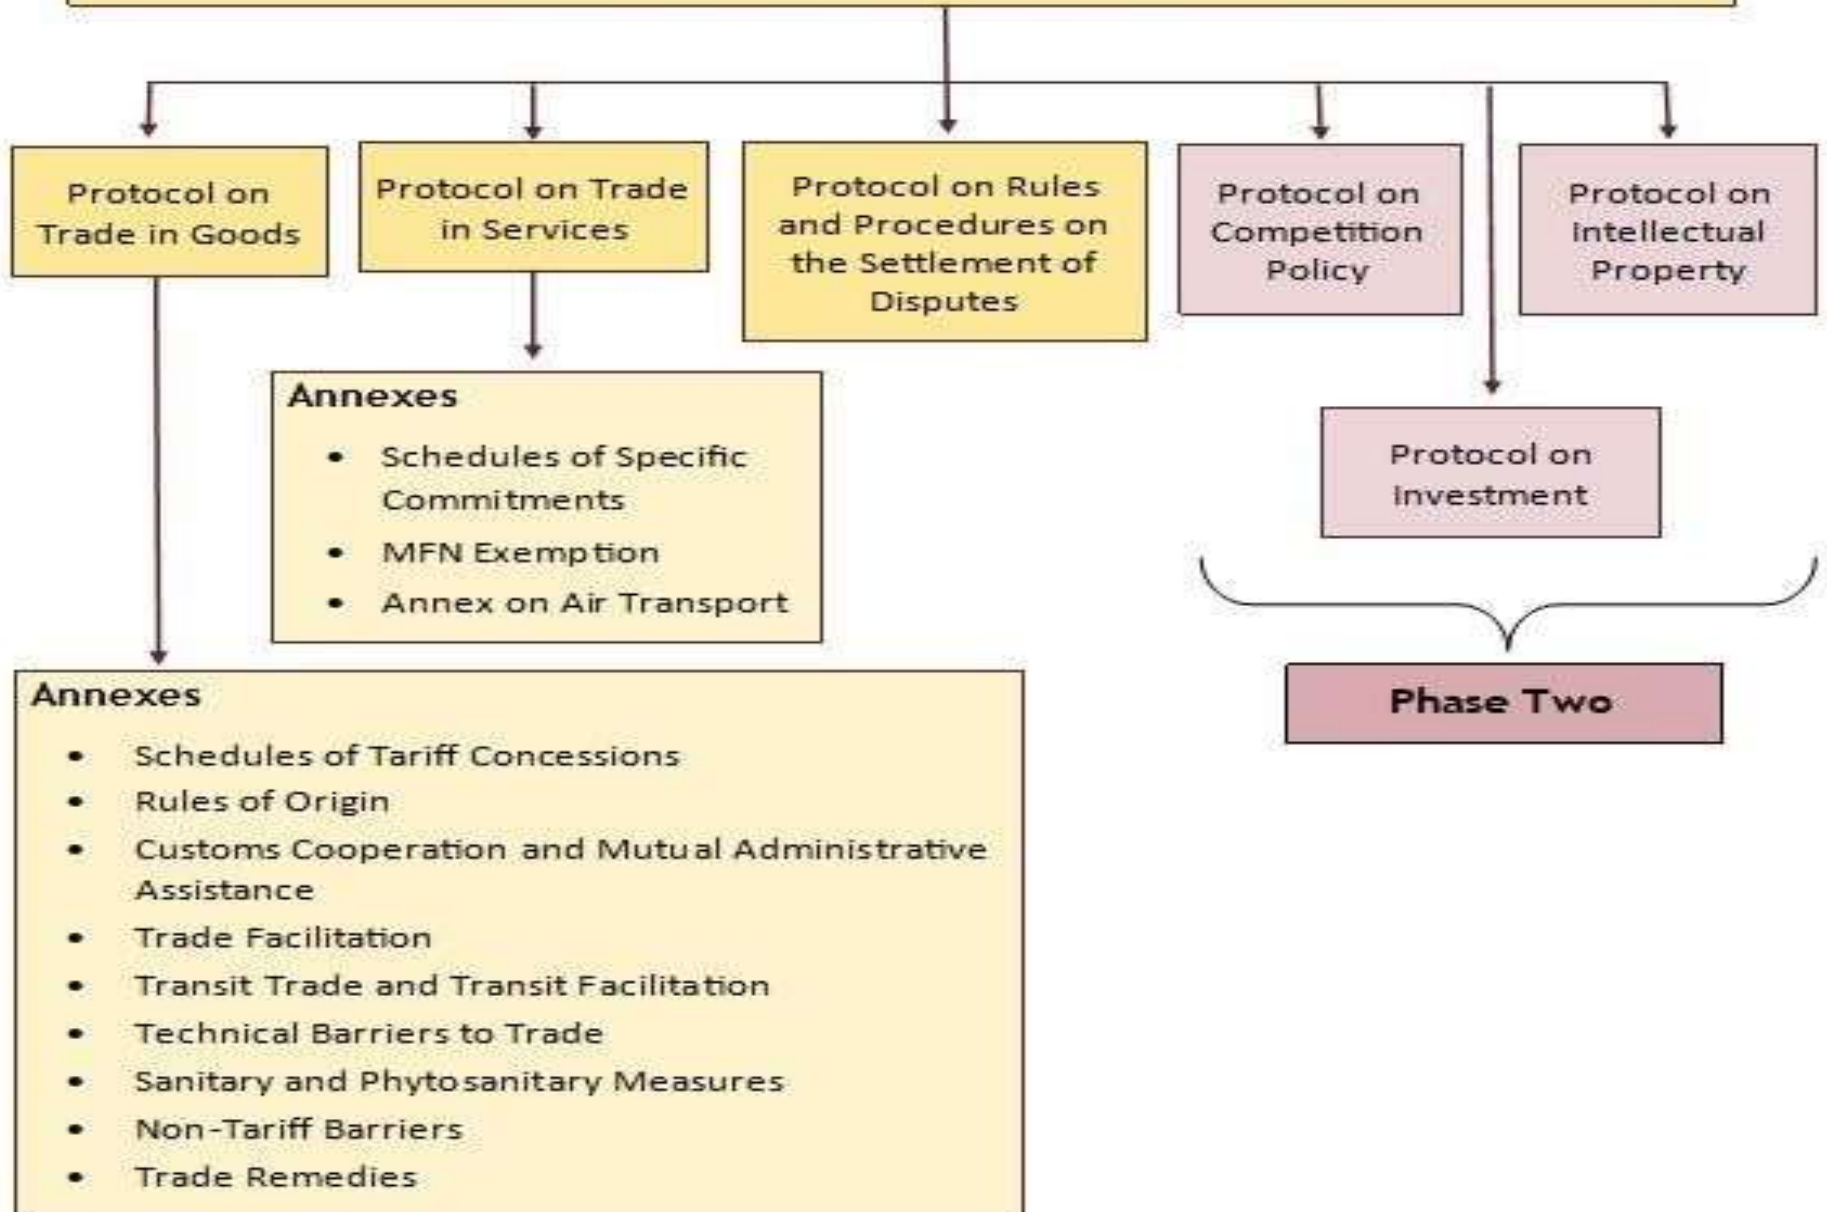 Protocol on
Trade in Goods
Protocol on Trade
in Services
Protocol on Rules
and Procedures on
the Settlement of
Disputes
Protocol on
Competition
Policy
Protocol on
Intellectual
Property
Annexes
• Schedules of Specific
Commitments
• MFN Exemption
• Annex on Air Transport
Protocol on
Investment
Phase Two
Annexes
• Schedules of Tariff Concessions
• Rules of Origin
• Customs Cooperation and Mutual Administrative
Assistance
• Trade Facilitation
• Transit Trade and Transit Facilitation
• Technical Barriers to Trade
• Sanitary and Phytosanitary Measures
• Non-Tariff Barriers
• Trade Remedies